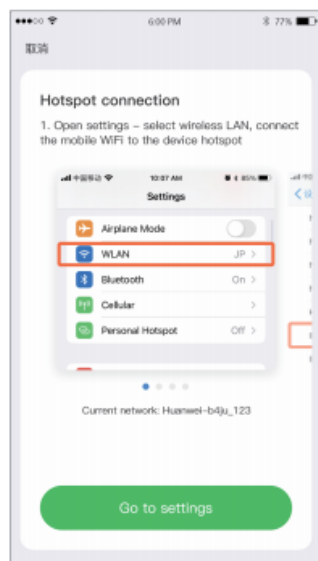 6:00 PM
77%
取消
Hotspot connection
1. Open settings – select wireless LAN, connect
the mobile WiFi to the device hotspot
中国移动
10:07 AM
85%
Settings
Airplane Mode
WLAN
JP >
Bluetooth
On >
Cellular
>
Personal Hotspot
Off >
Current network: Huanwei-b4ju_123
Go to settings